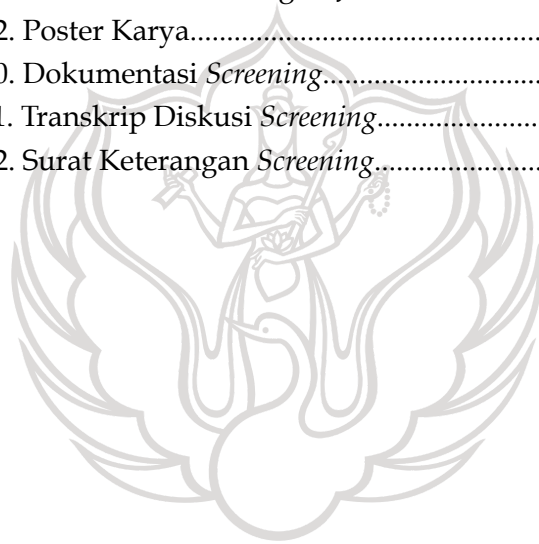 2. Poster Karya
0. Dokumentasi Screening
1. Transkrip Diskusi Screening
2. Surat Keterangan Screening